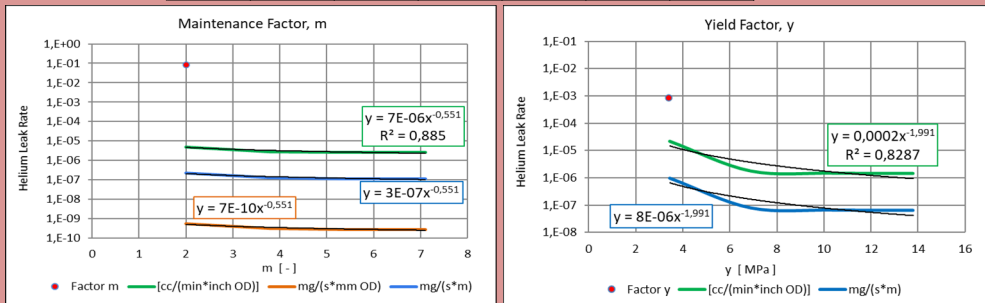 Maintenance Factor, m
Helium Leak Rate
1,E+00
1,E-01
1,E-02
1,E-03
1,E-04
1,E-05
1,E-06
1,E-07
1,E-08
1,E-09
1,E-10
y = 7E-06x-0,551
R² = 0,885
y = 3E-07x-0,551
y = 7E-10x-0,551
0 1 2 3 4 5 6 7 8
m [ - ]
Factor m [cc/(min*inch OD)] mg/(s*mm OD) mg/(s*m)
Yield Factor, y
Helium Leak Rate
1,E-01
1,E-02
1,E-03
1,E-04
1,E-05
1,E-06
1,E-07
1,E-08
y = 0,0002x-1,991
R² = 0,8287
y = 8E-06x-1,991
0 2 4 6 8 10 12 14 16
y [ MPa]
Factor y [cc/(min*inch OD)] mg/(s*m)